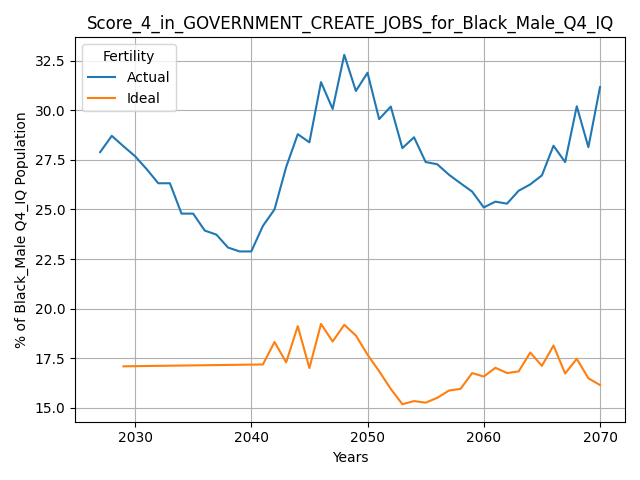 Score_4_in_GOVERNMENT_CREATE_JOBS_for_Black_Male_Q4_IQ
Fertility
Actual
Ideal
% of Black_Male Q4_IQ Population
32.5
30.0
27.5
25.0
22.5
20.0
17.5
15.0
2030
2040
2050
2060
2070
Years